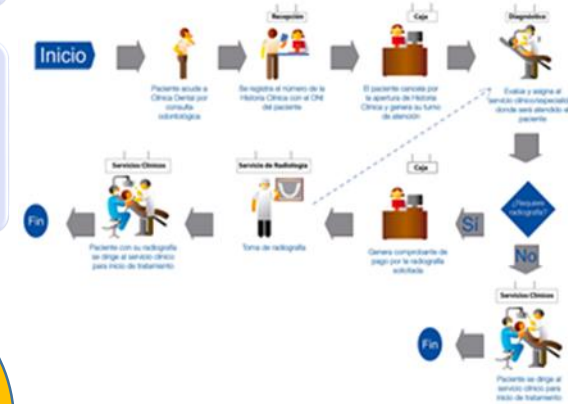 Inicio
Recepción
Caja
Diagnóstico
Paciente acude a
Clínica Dental por
consulta
odontológica
Se registra el número de la
Historia Clínica con el DNI
del paciente
El paciente cancela por
la apertura de Historia
Clínica y genera su turno
de atención
Evalúa y asigna al
servicio clínico/especialidad
donde será atendido el
paciente
Servicios Clínicos
Servicio de Radiología
Caja
¿Requiere
radiografía?
Fin
Si
No
Paciente con su radiografía
se dirige al servicio clínico
para inicio de tratamiento
Toma de radiografía
Genera comprobante de
pago por la radiografía
solicitada
Servicios Clínicos
Fin
Paciente se dirige al
servicio clínico para
inicio de tratamiento